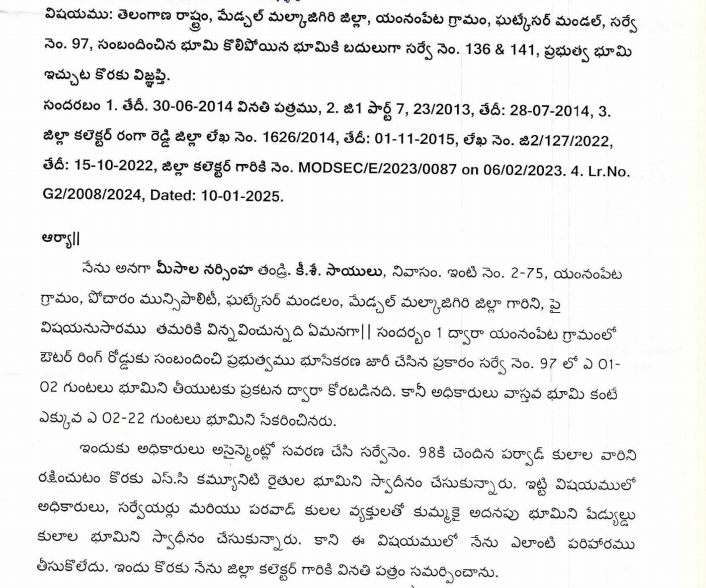 విషయము: తెలంగాణ రాష్ట్రం, మేడ్చల్ మల్కాజిగిరి జిల్లా, యంనంపేట గ్రామం, ఘట్కేసర్ మండల్, సర్వే
నెం. 97, సంబందించిన భూమి కొలిపోయిన భూమికి బదులుగా సర్వే నెం. 136 & 141, ప్రభుత్వ భూమి
ఇచ్చుట కొరకు విజ్ఞప్తి.
సందరబం 1. తేదీ. 30-06-2014 వినతి పత్రము, 2. జి1 పార్ట్ 7, 23/2013, తేదీ: 28-07-2014, 3.
జిల్లా కలెక్టర్ రంగా రెడ్డి జిల్లా లేఖ నెం. 1626/2014, తేదీ: 01-11-2015, లేఖ నెం. జి2/127/2022,
తేదీ: 15-10-2022, జిల్లా కలెక్టర్ గారికి నెం. MODSEC/E/2023/0087 on 06/02/2023. 4. Lr.No.
G2/2008/2024, Dated: 10-01-2025.
ఆర్యా||
నేను అనగా మీసాల నర్సింహ తండ్రి. కీ.శే. సాయులు, నివాసం. ఇంటి నెం. 2-75, యంనంపేట
గ్రామం, పోచారం మున్సిపాలిటీ, ఘట్కేసర్ మండలం, మేడ్చల్ మల్కాజిగిరి జిల్లా గారిని, పై
విషయనుసారము తమరికి విన్నవించునది ఏమనగా|| సందర్బం 1 ద్వారా యంనంపేట గ్రామంలో
ఔటర్ రింగ్ రోడ్డుకు సంబందించి ప్రభుత్వము భూసేకరణ జారీ చేసిన ప్రకారం సర్వే నెం. 97 లో ఎ 01-
02 గుంటలు భూమిని తీయుటకు ప్రకటన ద్వారా కోరబడినది. కానీ అధికారులు వాస్తవ భూమి కంటే
ఎక్కువ ఎ 02-22 గుంటలు భూమిని సేకరించినరు.
ఇందుకు అధికారులు అసైన్మెంట్లో సవరణ చేసి సర్వేనెం. 98కి చెందిన పర్వాడ్ కులాల వారిని
రక్షించుటం కొరకు ఎస్.సి కమ్యూనిటి రైతుల భూమిని స్వాదీనం చేసుకున్నారు. ఇట్టి విషయములో
అధికారులు, సర్వేయర్లు మరియు పరవాడ్ కులల వ్యక్తులతో కుమ్మక్కై అదనపు భూమిని షేడ్యుల్డు
కులాల భూమిని స్వాధీనం చేసుకున్నారు. కాని ఈ విషయములో నేను ఎలాంటి పరిహారము
తీసుకొలేదు. ఇందు కొరకు నేను జిల్లా కలెక్టర్ గారికి వినతి పత్రం సమర్పించాను.